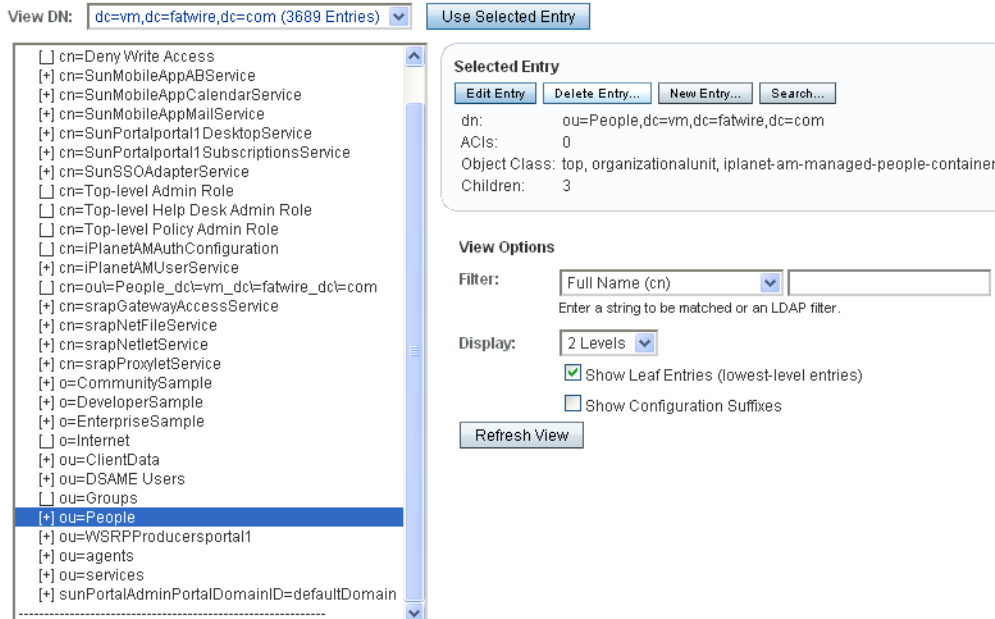 View DN: dc=vm,dc=fatwire,dc=com (3689 Entries) Use Selected Entry
[_] cn=Deny Write Access
[+] cn=SunMobileAppABService
[+] cn=SunMobileAppCalendarService
[+] cn=SunMobileAppMailService
[+] cn=SunPortalportal1DesktopService
[+] cn=SunPortalportal1SubscriptionsService
[+] cn=SunSSOAdapterService
[_] cn=Top-level Admin Role
[_] cn=Top-level Help Desk Admin Role
[_] cn=Top-level Policy Admin Role
[_] cn=iPlanetAMAuthConfiguration
[+] cn=iPlanetAMUserService
[_] cn=ou\=People_dc\=vm_dc\=fatwire_dc\=com
[+] cn=srapGatewayAccessService
[+] cn=srapNetFileService
[+] cn=srapNetletService
[+] cn=srapProxyletService
[+] o=CommunitySample
[+] o=DeveloperSample
[+] o=EnterpriseSample
[_] o=Internet
[+] ou=ClientData
[+] ou=DSAME Users
[_] ou=Groups
[+] ou=People
[+] ou=WSRPProducersportal1
[+] ou=agents
[+] ou=services
[+] sunPortalAdminPortalDomainID=defaultDomain
------------------------------------------------------------
Selected Entry
Edit Entry Delete Entry... New Entry... Search...
dn: ou=People,dc=vm,dc=fatwire,dc=com
ACIs: 0
Object Class: top, organizationalunit, iplanet-am-managed-people-container
Children: 3
View Options
Filter: Full Name (cn)
Enter a string to be matched or an LDAP filter.
Display: 2 Levels
Show Leaf Entries (lowest-level entries)
Show Configuration Suffixes
Refresh View